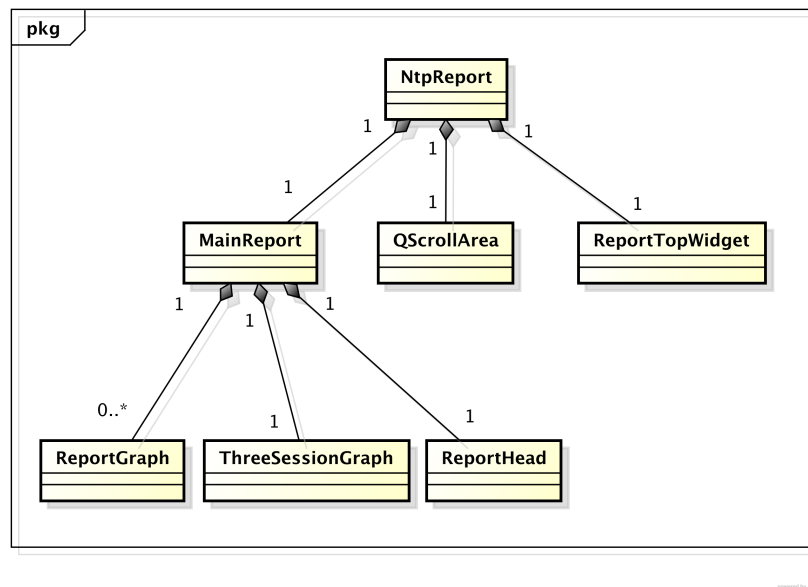 pkg
NtpReport
1
1
1
1
1
1
MainReport
QScrollArea
ReportTopWidget
1
1
1
0..*
1
1
ReportGraph
ThreeSessionGraph
ReportHead